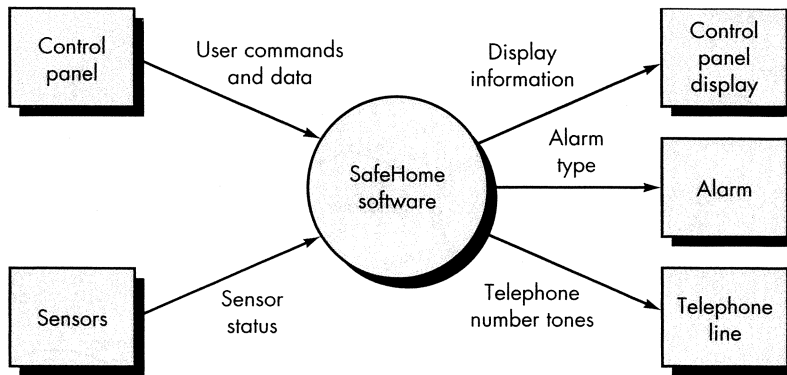 Control
panel
User commands
and data
Display
information
Control
panel
display
SafeHome
software
Alarm
type
Alarm
Sensors
Sensor
status
Telephone
number tones
Telephone
line